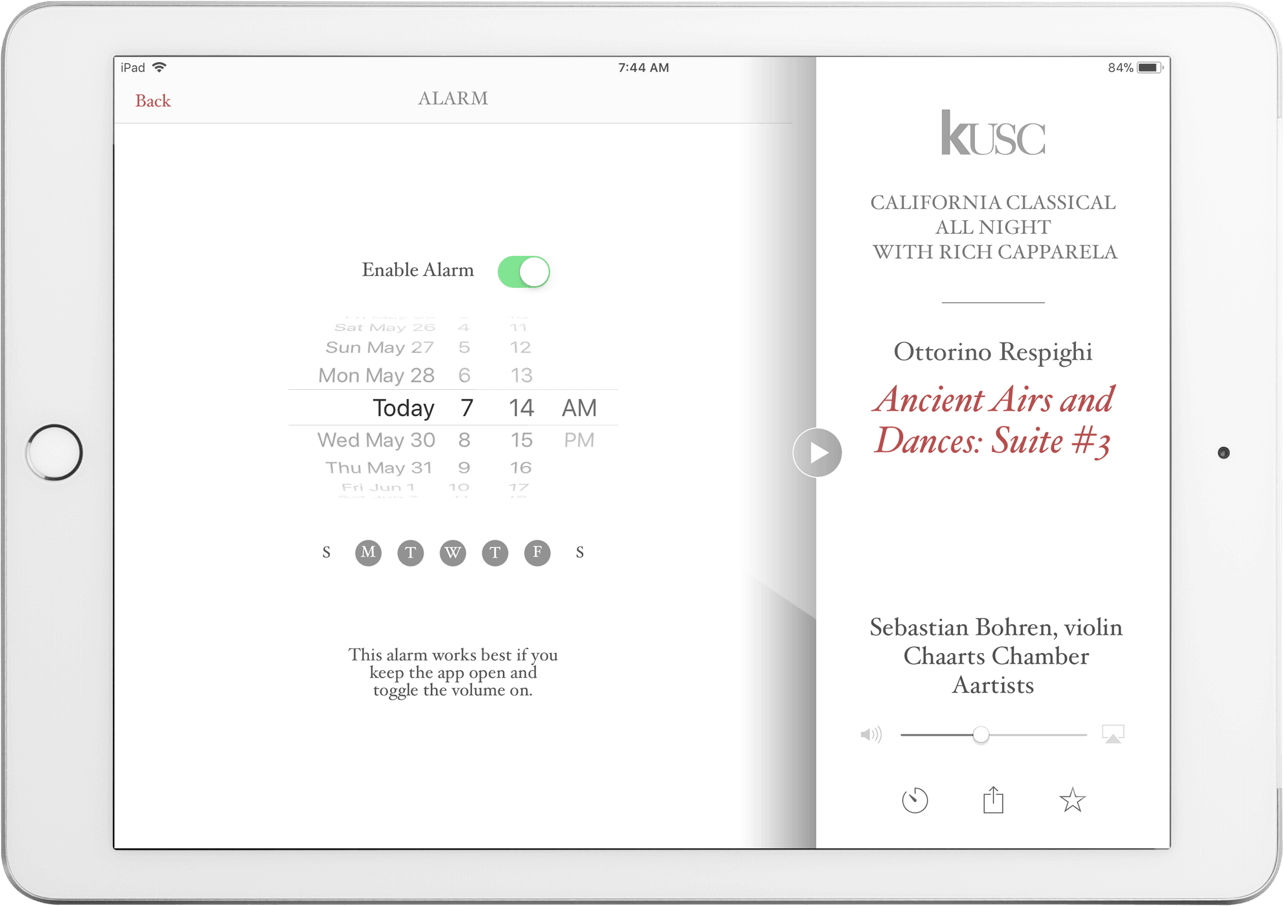 iPad 7:44 AM 84%
Back ALARM
Enable Alarm
Sat May 26 4 11
Sun May 27 5 12
Mon May 28 6 13
Today 7 14 AM
Wed May 30 8 15 PM
Thu May 31 9 16
Fri Jun 1 10 17
S M T W T F S
This alarm works best if you
keep the app open and
toggle the volume on.
kUSC
CALIFORNIA CLASSICAL
ALL NIGHT
WITH RICH CAPPARELA
Ottorino Respighi
Ancient Airs and
Dances: Suite #3
Sebastian Bohren, violin
Chaarts Chamber
Aartists